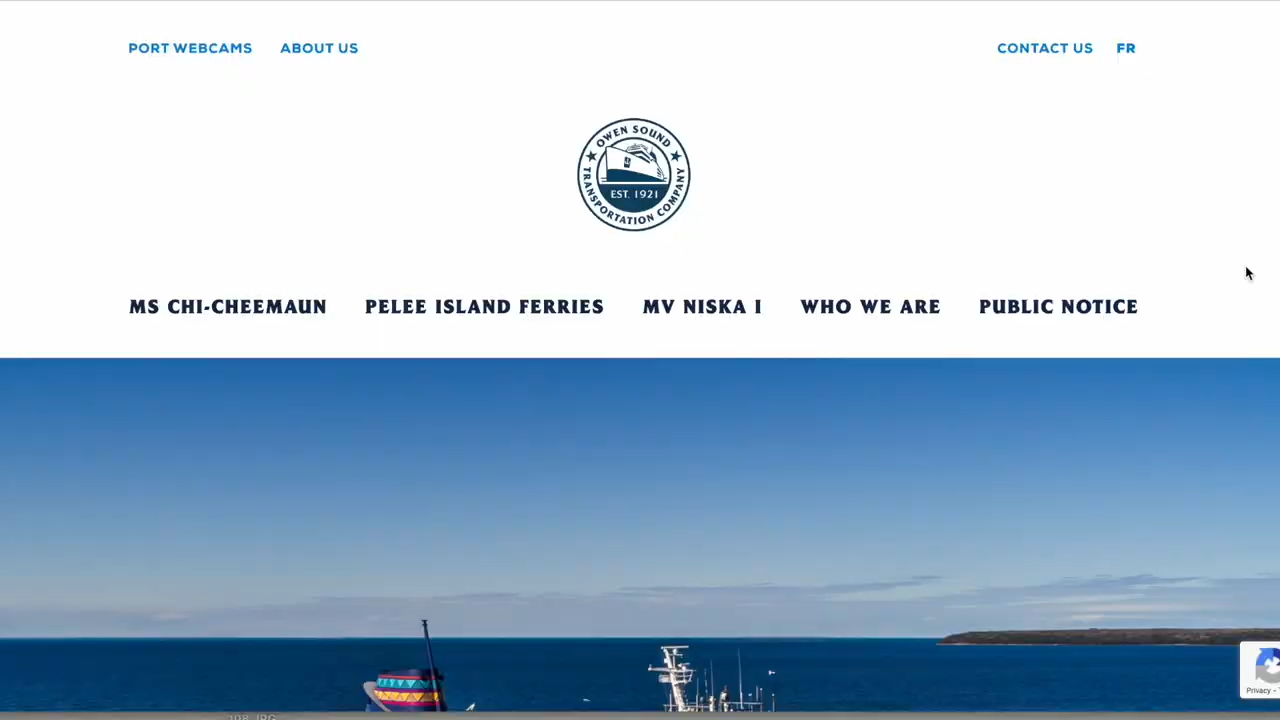 PORT WEBCAMS ABOUT US CONTACT US FR
OWEN SOUND
EST. 1921
TRANSPORTATION COMPANY
MS CHI-CHEEMAUN PELEE ISLAND FERRIES MV NISKA I WHO WE ARE PUBLIC NOTICE
Privacy -